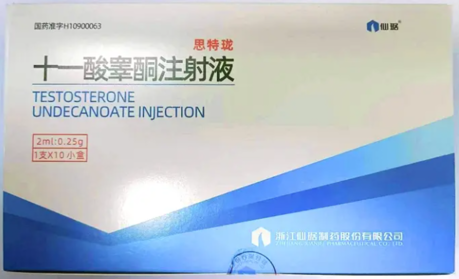 国药准字H10900063
仙琚
思特珑
十一酸睾酮注射液
TESTOSTERONE
UNDECANOATE INJECTION
2ml:0.25g
1支X10小盒
浙江仙琚制药股份有限公司